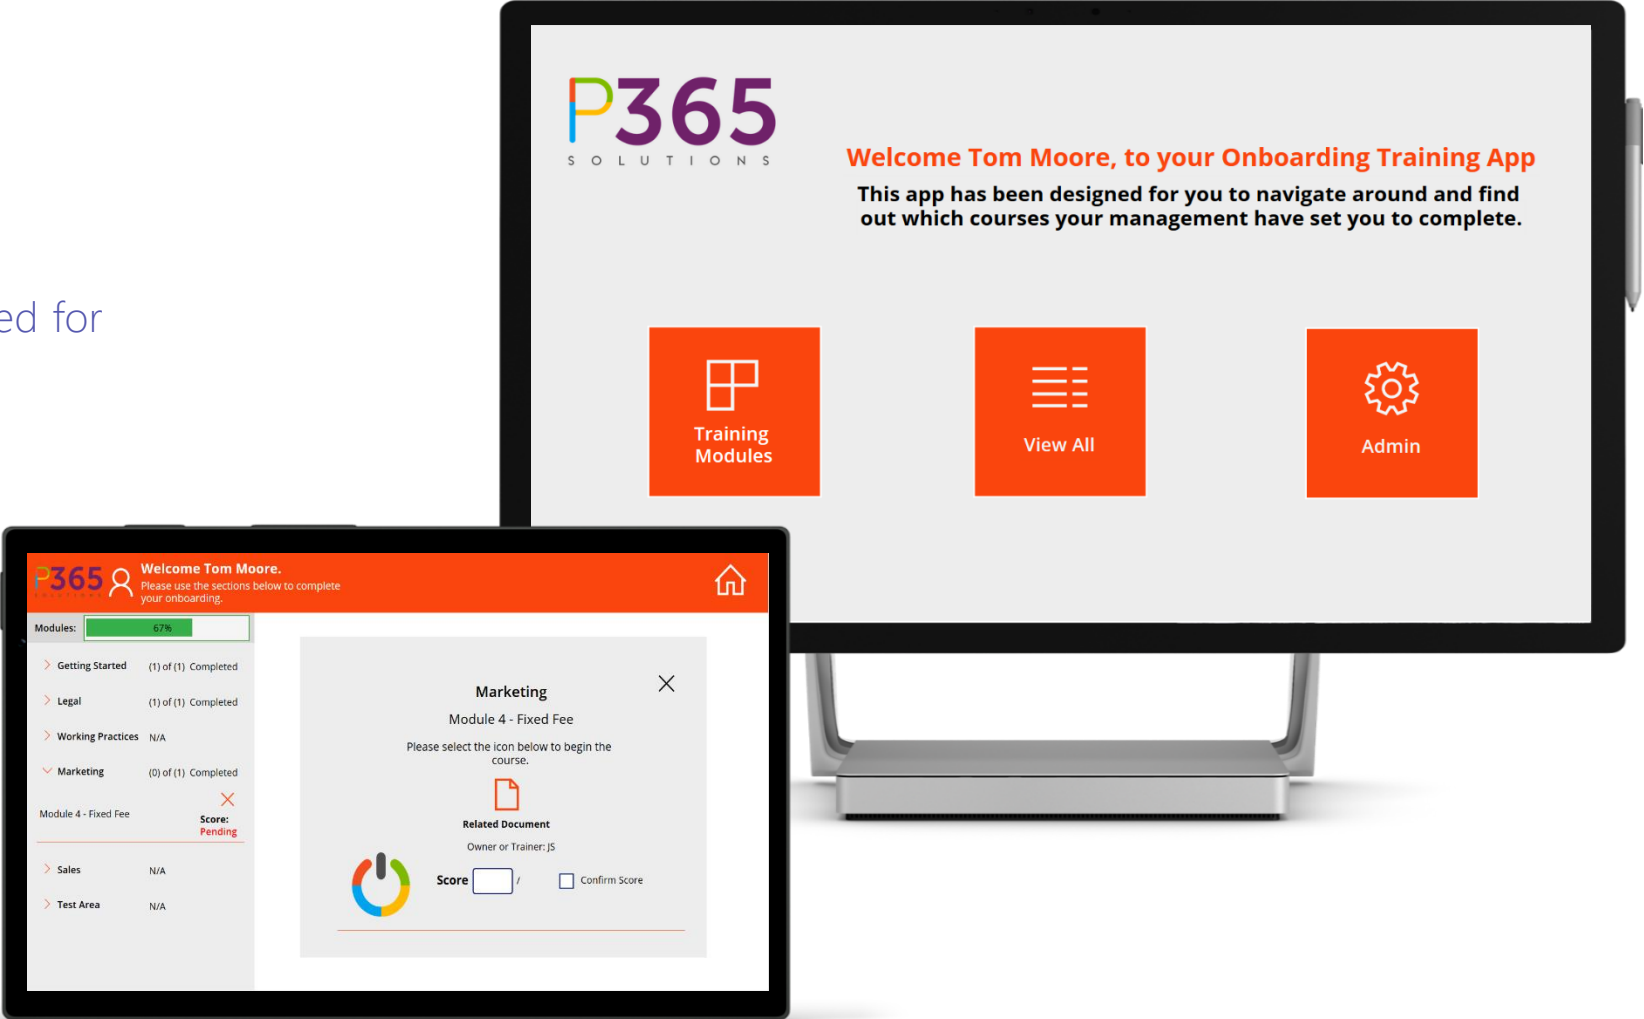 P365
SOLUTIONS
Welcome Tom Moore, to your Onboarding Training App
This app has been designed for you to navigate around and find
out which courses your management have set you to complete.
ed for
Training
Modules
View All
Admin
P365
SOLUTIONS
Welcome Tom Moore.
Please use the sections below to complete
your onboarding.
Modules: 67%
Getting Started (1) of (1) Completed
Legal (1) of (1) Completed
Working Practices N/A
Marketing (0) of (1) Completed
Module 4 - Fixed Fee
Score:
Pending
Sales N/A
Test Area N/A
Marketing
Module 4 - Fixed Fee
Please select the icon below to begin the
course.
Related Document
Owner or Trainer: JS
Score / Confirm Score